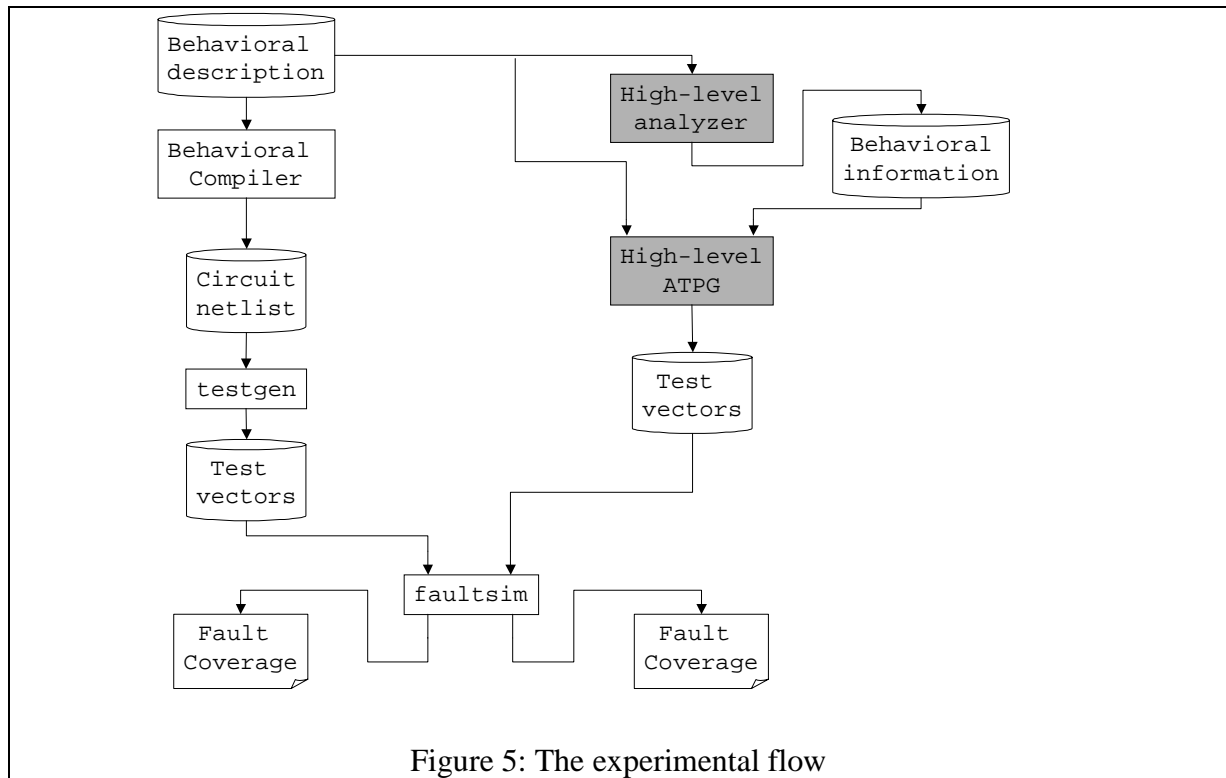 Behavioral
description
High-level
analyzer
Behavioral
Compiler
Behavioral
information
High-level
ATPG
Circuit
netlist
Test
vectors
testgen
Test
vectors
faultsim
Fault
Coverage
Fault
Coverage
Figure 5: The experimental flow